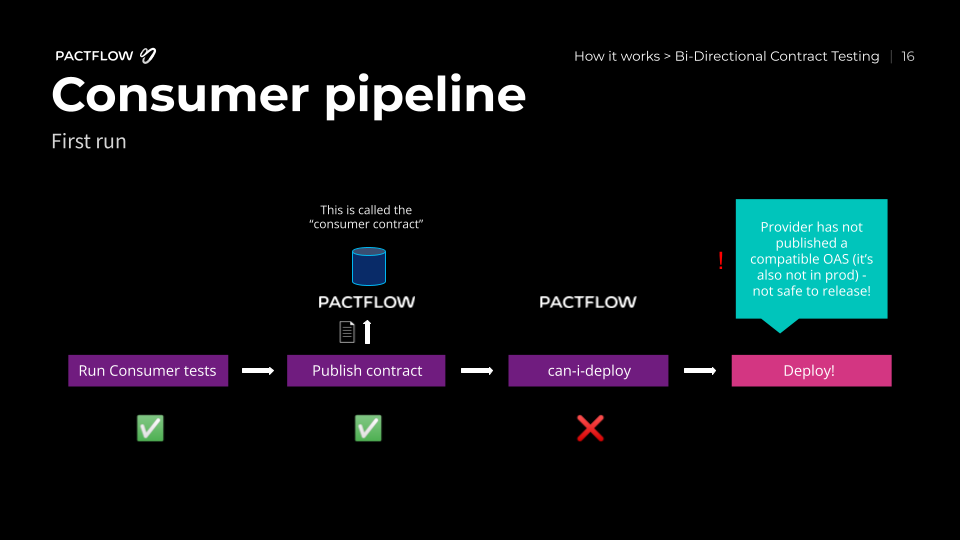 PACTFLOW
How it works > Bi-Directional Contract Testing | 16
Consumer pipeline
First run
This is called the
“consumer contract”
PACTFLOW
PACTFLOW
!
Provider has not
published a
compatible OAS (it’s
also not in prod) -
not safe to release!
Run Consumer tests
Publish contract
can-i-deploy
Deploy!